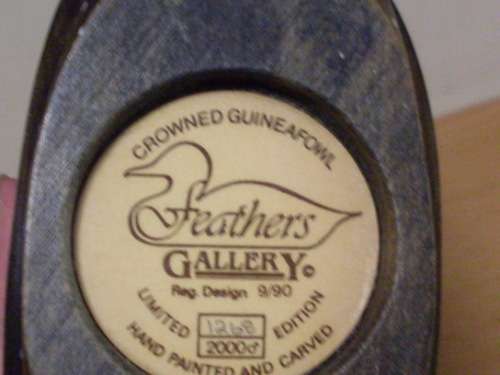 CROWNED GUINEAFOWL
Feathers
GALLERY©
Reg. Design 9/90
LIMITED EDITION
1268
2000♂
HAND PAINTED AND CARVED